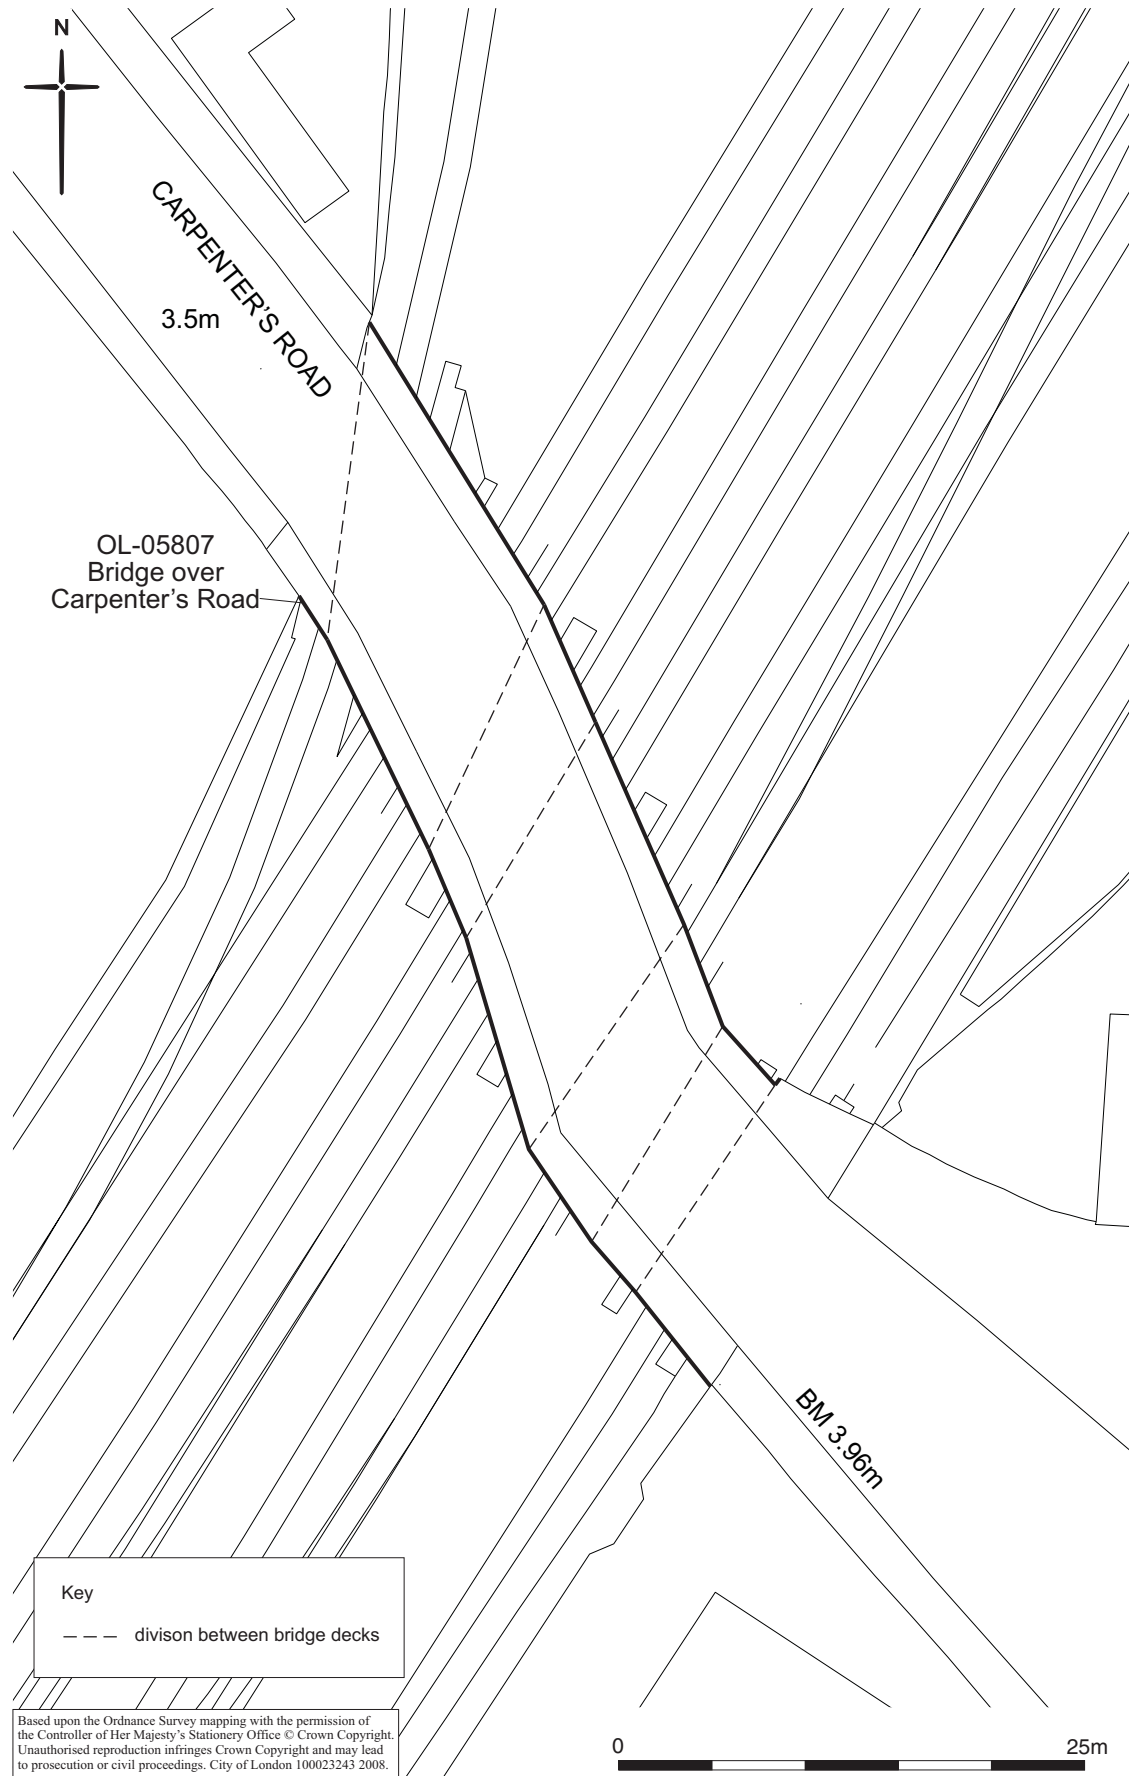 N
CARPENTER'S ROAD
3.5m
OL-05807
Bridge over
Carpenter's Road
BM 3.96m
Key
divison between bridge decks
Based upon the Ordnance Survey mapping with the permission of
the Controller of Her Majesty's Stationery Office © Crown Copyright.
Unauthorised reproduction infringes Crown Copyright and may lead
to prosecution or civil proceedings. City of London 100023243 2008.
0 25m